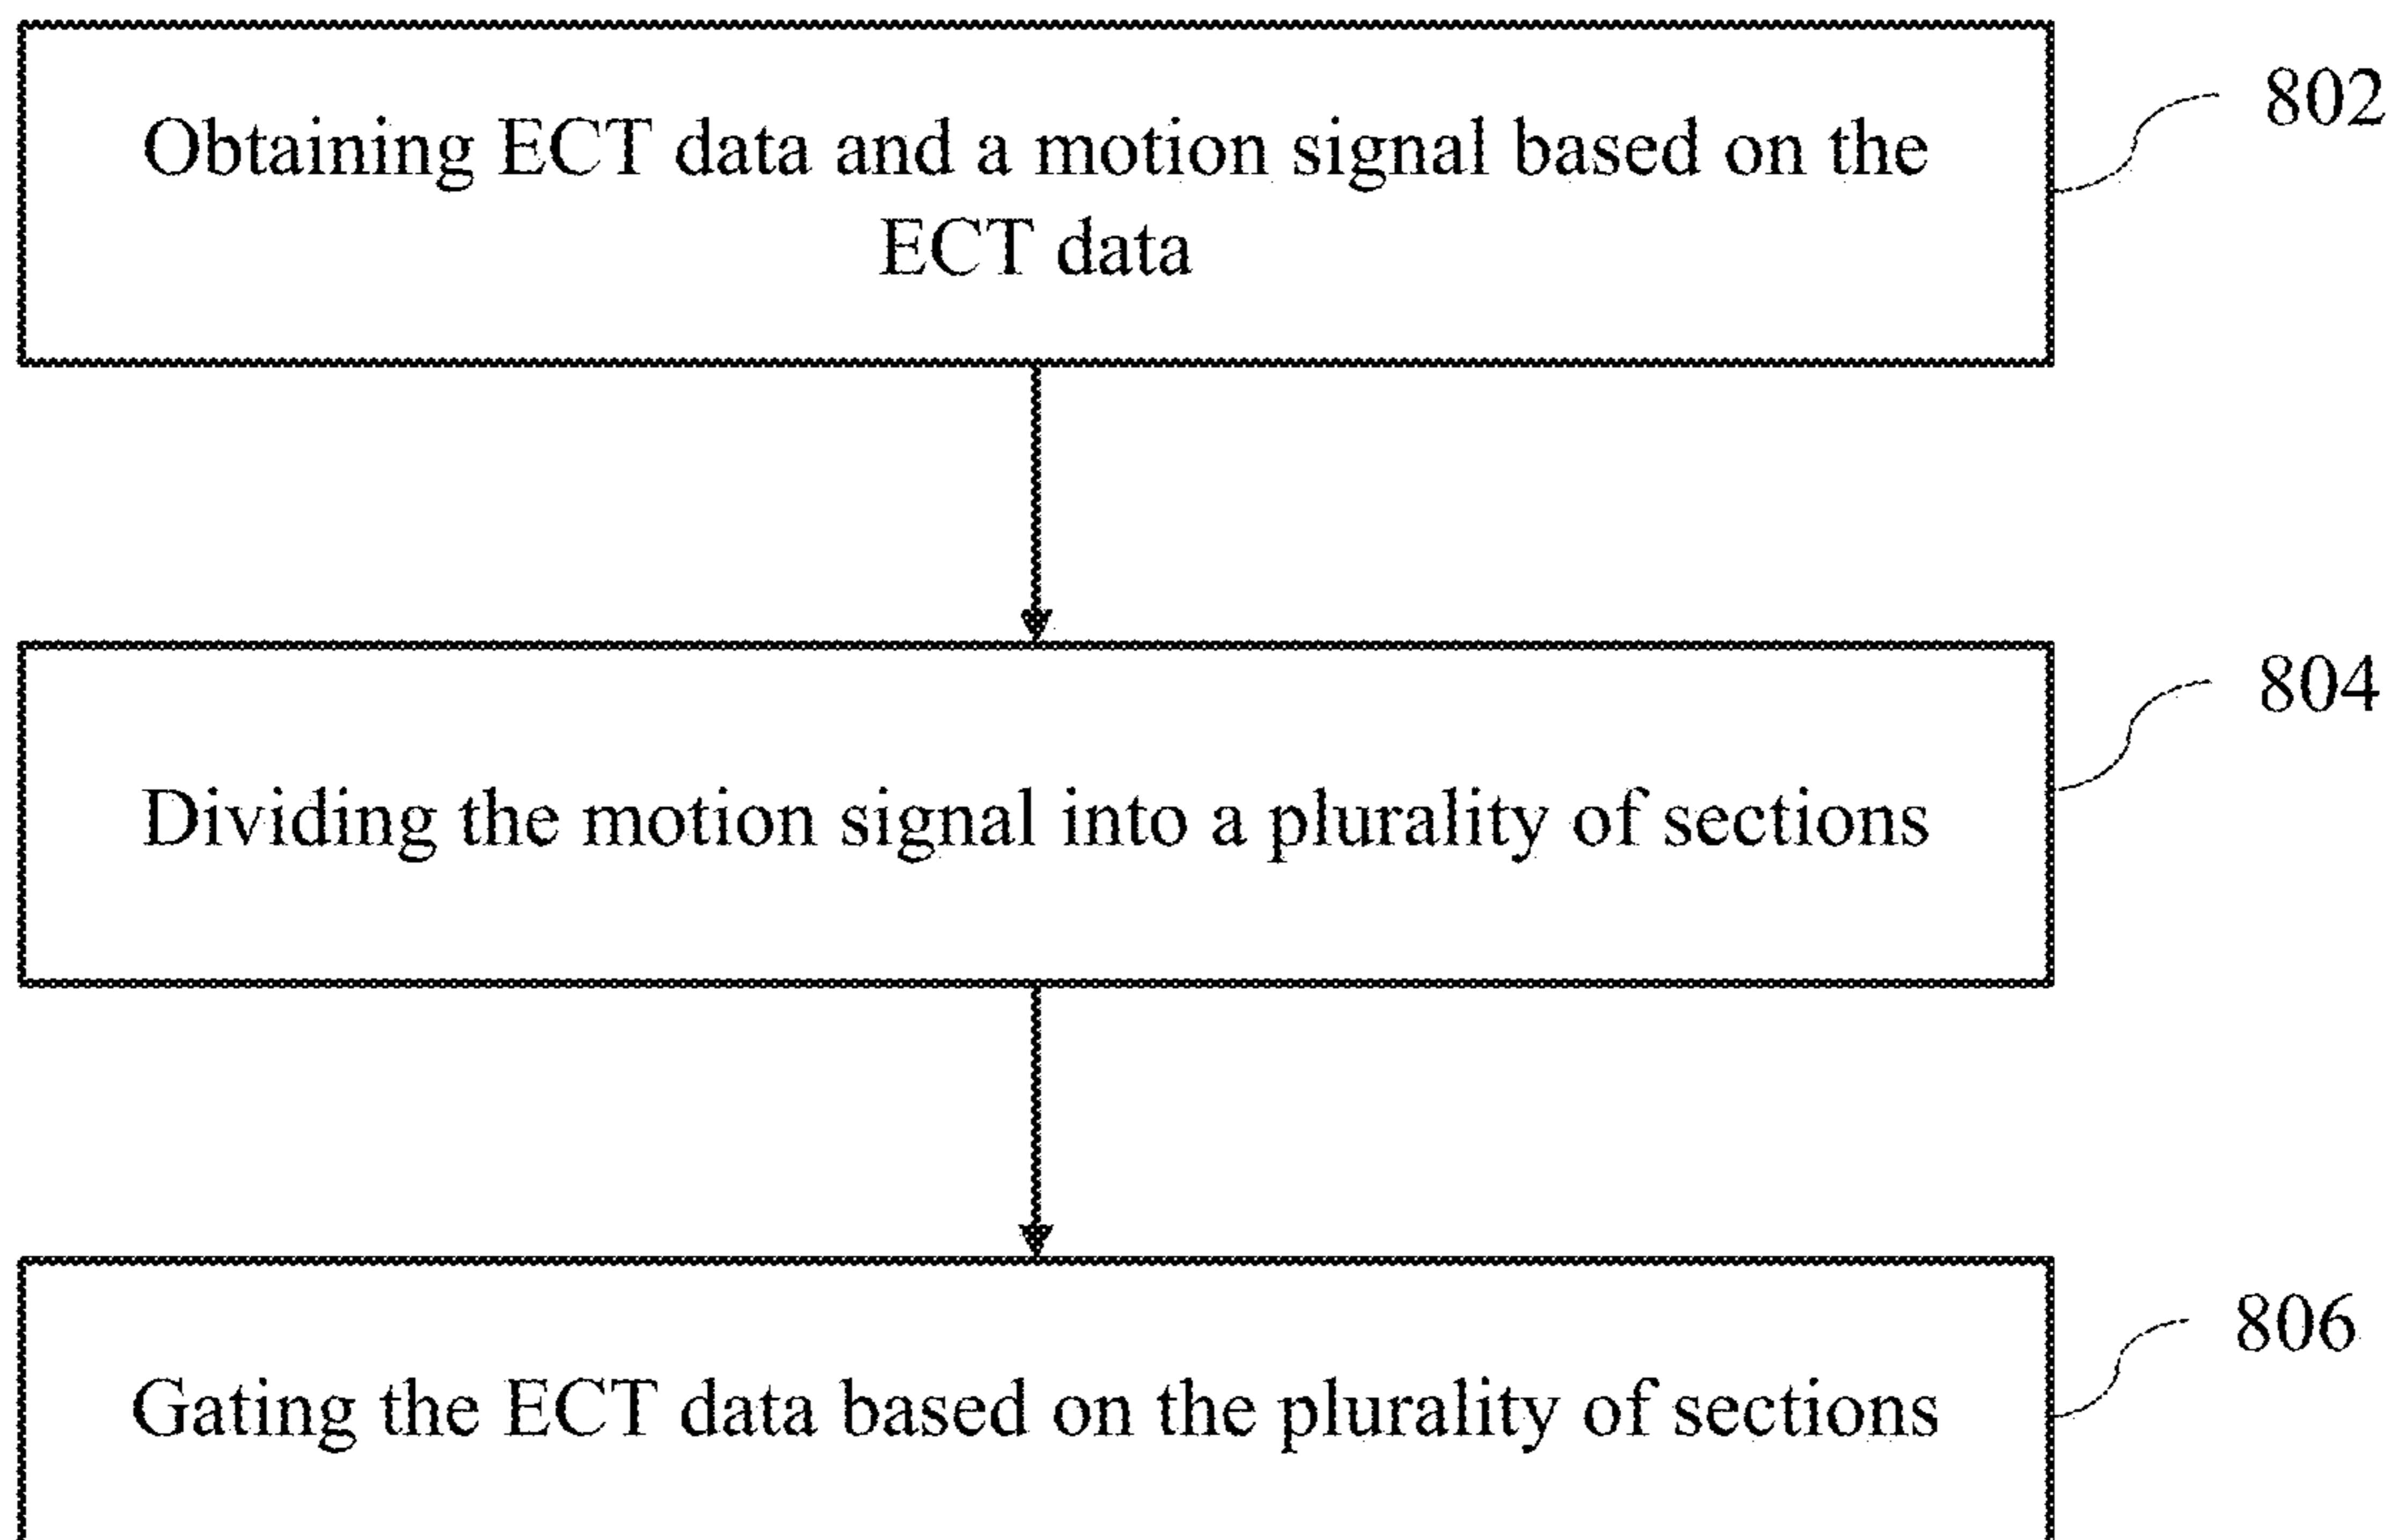 Obtaining ECT data and a motion signal based on the
ECT data
802
Dividing the motion signal into a plurality of sections
804
Gating the ECT data based on the plurality of sections
806